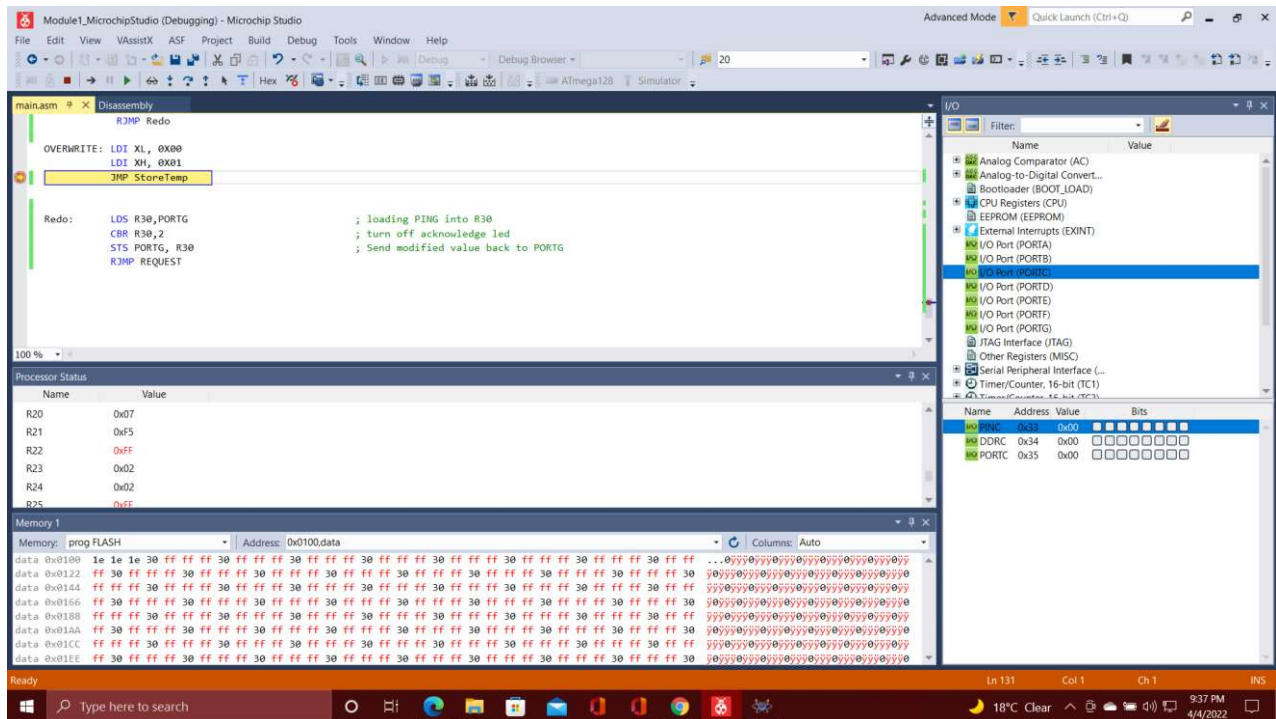 Module1_MicrochipStudio (Debugging) - Microchip Studio
Advanced Mode
Quick Launch (Ctrl+Q)
File Edit View VAssistX ASF Project Build Debug Tools Window Help
Debug
Debug Browser
20
Hex
ATmega128 Simulator
main.asm
Disassembly
RJMP Redo
OVERWRITE: LDI XL, 0X00
LDI XH, 0X01
JMP StoreTemp
Redo: LDS R30,PORTG ; loading PING into R30
CBR R30,2 ; turn off acknowledge led
STS PORTG, R30 ; Send modified value back to PORTG
RJMP REQUEST
100 %
Processor Status
Name Value
R20 0x07
R21 0xF5
R22 0xFF
R23 0x02
R24 0x02
R25 0xFF
Memory 1
Memory: prog FLASH Address: 0x0100,data Columns: Auto
data 0x0100 1e 1e 1e 30 ff ff ff 30 ff ff ff 30 ff ff ff 30 ff ff ff 30 ff ff ff 30 ff ff ff 30 ff ff ff 30 ff ff ...0ÿÿÿ0ÿÿÿ0ÿÿÿ0ÿÿÿ0ÿÿÿ0ÿÿÿ0ÿÿ
data 0x0122 ff 30 ff ff ff 30 ff ff ff 30 ff ff ff 30 ff ff ff 30 ff ff ff 30 ff ff ff 30 ff ff ff 30 ff ff ff 30 ÿ0ÿÿÿ0ÿÿÿ0ÿÿÿ0ÿÿÿ0ÿÿÿ0ÿÿÿ0ÿÿÿ0
data 0x0144 ff ff ff 30 ff ff ff 30 ff ff ff 30 ff ff ff 30 ff ff ff 30 ff ff ff 30 ff ff ff 30 ff ff ff 30 ff ff ÿÿÿ0ÿÿÿ0ÿÿÿ0ÿÿÿ0ÿÿÿ0ÿÿÿ0ÿÿÿ0ÿÿ
data 0x0166 ff 30 ff ff ff 30 ff ff ff 30 ff ff ff 30 ff ff ff 30 ff ff ff 30 ff ff ff 30 ff ff ff 30 ff ff ff 30 ÿ0ÿÿÿ0ÿÿÿ0ÿÿÿ0ÿÿÿ0ÿÿÿ0ÿÿÿ0ÿÿÿ0
data 0x0188 ff ff ff 30 ff ff ff 30 ff ff ff 30 ff ff ff 30 ff ff ff 30 ff ff ff 30 ff ff ff 30 ff ff ff 30 ff ff ÿÿÿ0ÿÿÿ0ÿÿÿ0ÿÿÿ0ÿÿÿ0ÿÿÿ0ÿÿÿ0ÿÿ
data 0x01AA ff 30 ff ff ff 30 ff ff ff 30 ff ff ff 30 ff ff ff 30 ff ff ff 30 ff ff ff 30 ff ff ff 30 ff ff ff 30 ÿ0ÿÿÿ0ÿÿÿ0ÿÿÿ0ÿÿÿ0ÿÿÿ0ÿÿÿ0ÿÿÿ0
data 0x01CC ff ff ff 30 ff ff ff 30 ff ff ff 30 ff ff ff 30 ff ff ff 30 ff ff ff 30 ff ff ff 30 ff ff ff 30 ff ff ÿÿÿ0ÿÿÿ0ÿÿÿ0ÿÿÿ0ÿÿÿ0ÿÿÿ0ÿÿÿ0ÿÿ
data 0x01EE ff 30 ff ff ff 30 ff ff ff 30 ff ff ff 30 ff ff ff 30 ff ff ff 30 ff ff ff 30 ff ff ff 30 ff ff ff 30 ÿ0ÿÿÿ0ÿÿÿ0ÿÿÿ0ÿÿÿ0ÿÿÿ0ÿÿÿ0ÿÿÿ0
I/O
Filter:
Name Value
Analog Comparator (AC)
Analog-to-Digital Convert...
Bootloader (BOOT_LOAD)
CPU Registers (CPU)
EEPROM (EEPROM)
External Interrupts (EXINT)
I/O Port (PORTA)
I/O Port (PORTB)
I/O Port (PORTC)
I/O Port (PORTD)
I/O Port (PORTE)
I/O Port (PORTF)
I/O Port (PORTG)
JTAG Interface (JTAG)
Other Registers (MISC)
Serial Peripheral Interface (...
Timer/Counter, 16-bit (TC1)
Timer/Counter, 16-bit (TC3)
Name Address Value Bits
PINC 0x33 0x00
DDRC 0x34 0x00
PORTC 0x35 0x00
Ready
Ln 131 Col 1 Ch 1 INS
Type here to search
18°C Clear
9:37 PM
4/4/2022